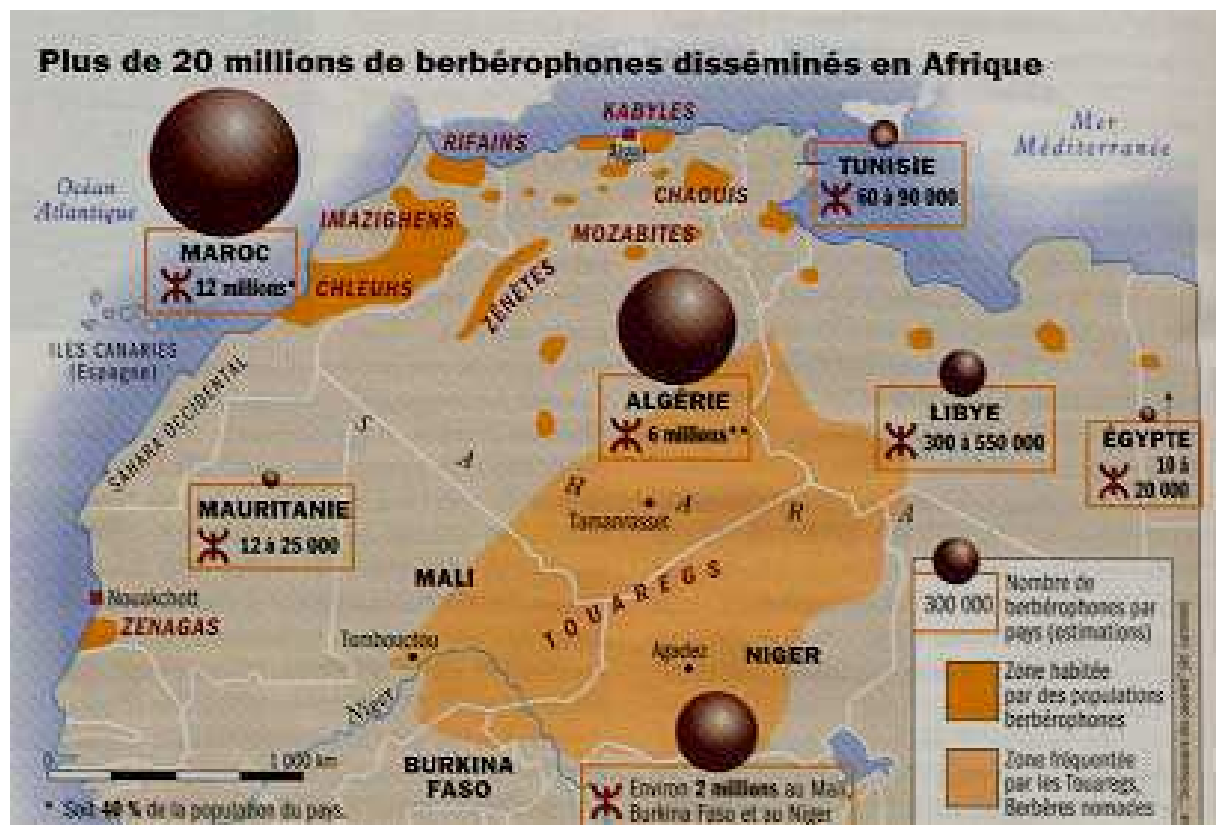 Plus de 20 millions de berbérophones disséminés en Afrique
KABYLES
RIFAINS
Alger
Mer
Méditerranée
TUNISIE
60 à 90 000
Océan
Atlantique
CHAOUIS
IMAZIGHENS
MOZABITES
MAROC
12 millions*
CHLEUHS
ZÉNÈTES
ILES CANARIES
(Espagne)
SAHARA OCCIDENTAL
ALGÉRIE
6 millions**
LIBYE
300 à 550 000
ÉGYPTE
10 à
20 000
S A H A R A
Tamanrasset
MAURITANIE
12 à 25 000
MALI
TOUAREGS
Nouakchott
ZENAGAS
Tombouctou
Agadez
NIGER
Niger
300 000
Nombre de
berbérophones par
pays (estimations)
Zone habitée
par des populations
berbérophones
Zone fréquentée
par les Touaregs,
Berbères nomades
BURKINA
FASO
Environ 2 millions au Mali,
Burkina Faso et au Niger
0 1 000 km
* Soit 40 % de la population du pays.